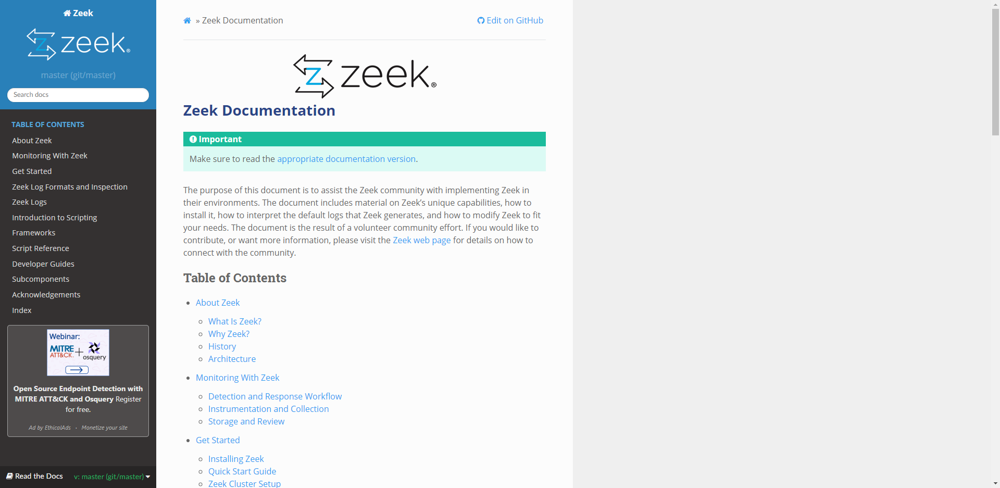 Zeek
zeek®
master (git/master)
Search docs
TABLE OF CONTENTS
About Zeek
Monitoring With Zeek
Get Started
Zeek Log Formats and Inspection
Zeek Logs
Introduction to Scripting
Frameworks
Script Reference
Developer Guides
Subcomponents
Acknowledgements
Index
Webinar:
MITRE
ATT&CK.
+
osquery
Open Source Endpoint Detection with
MITRE ATT&CK and Osquery Register
for free.
Ad by EthicalAds · Monetize your site
Read the Docs v: master (git/master)
» Zeek Documentation
Edit on GitHub
zeek®
Zeek Documentation
Important
Make sure to read the appropriate documentation version.
The purpose of this document is to assist the Zeek community with implementing Zeek in
their environments. The document includes material on Zeek’s unique capabilities, how to
install it, how to interpret the default logs that Zeek generates, and how to modify Zeek to fit
your needs. The document is the result of a volunteer community effort. If you would like to
contribute, or want more information, please visit the Zeek web page for details on how to
connect with the community.
Table of Contents
About Zeek
What Is Zeek?
Why Zeek?
History
Architecture
Monitoring With Zeek
Detection and Response Workflow
Instrumentation and Collection
Storage and Review
Get Started
Installing Zeek
Quick Start Guide
Zeek Cluster Setup